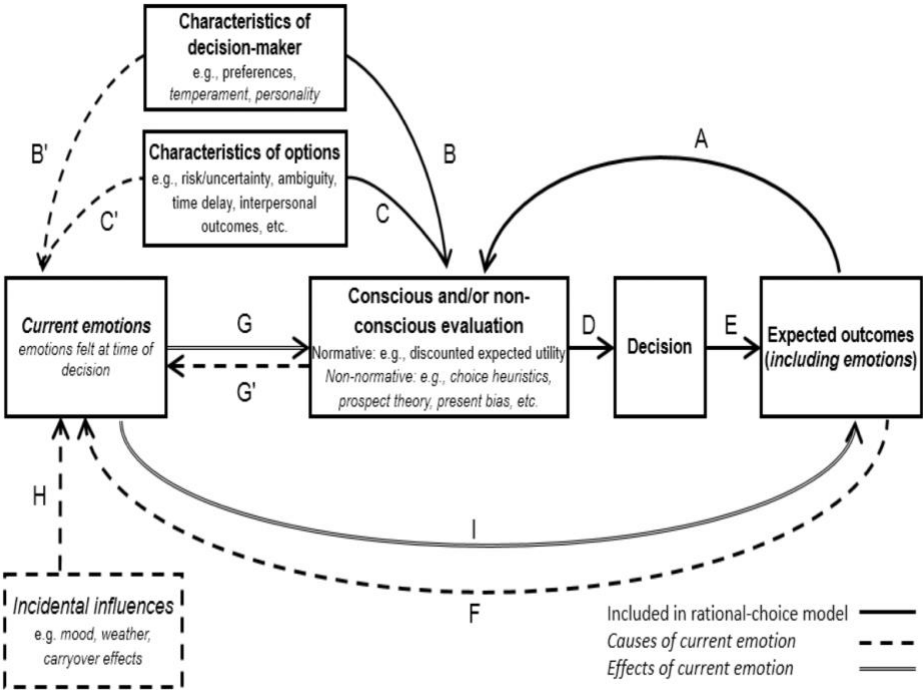 Characteristics of
decision-maker
e.g., preferences,
temperament, personality
B'
B
A
Characteristics of options
e.g., risk/uncertainty, ambiguity,
time delay, interpersonal
outcomes, etc.
C'
C
Current emotions
emotions felt at time of
decision
G
G'
Conscious and/or non-
conscious evaluation
Normative: e.g., discounted expected utility
Non-normative: e.g., choice heuristics,
prospect theory, present bias, etc.
D
Decision
E
Expected outcomes
(including emotions)
H
I
F
Incidental influences
e.g. mood, weather,
carryover effects
Included in rational-choice model
Causes of current emotion
Effects of current emotion